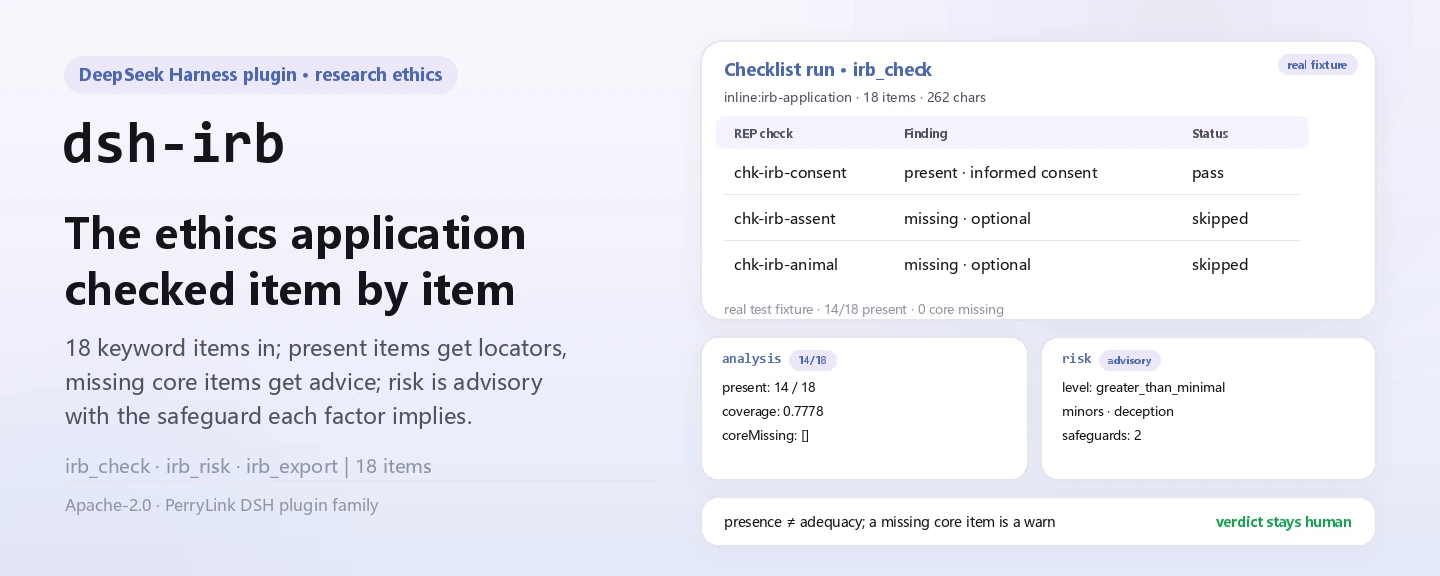 DeepSeek Harness plugin • research ethics
dsh-irb
The ethics application
checked item by item
18 keyword items in; present items get locators,
missing core items get advice; risk is advisory
with the safeguard each factor implies.
irb_check · irb_risk · irb_export | 18 items
Apache-2.0 · PerryLink DSH plugin family
Checklist run • irb_check
real fixture
inline:irb-application · 18 items · 262 chars
REP check Finding Status
chk-irb-consent present · informed consent pass
chk-irb-assent missing · optional skipped
chk-irb-animal missing · optional skipped
real test fixture · 14/18 present · 0 core missing
analysis 14/18
present: 14 / 18
coverage: 0.7778
coreMissing: []
risk advisory
level: greater_than_minimal
minors · deception
safeguards: 2
presence ≠ adequacy; a missing core item is a warn
verdict stays human